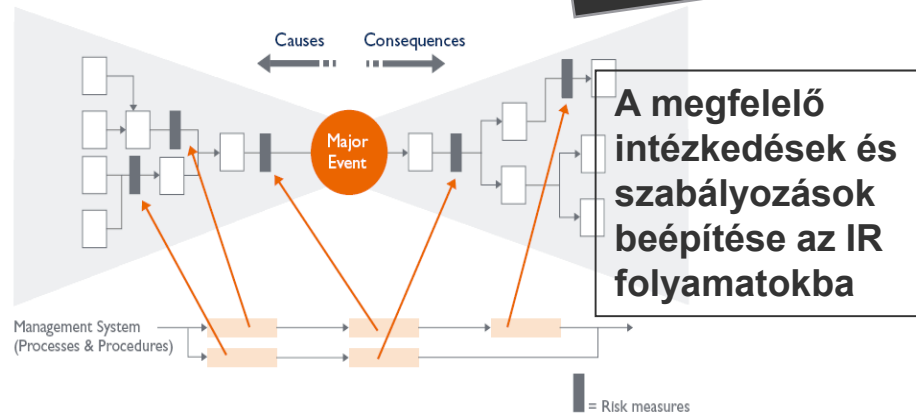 Causes
Consequences
Major
Event
A megfelelő
intézkedések és
szabályozások
beépítése az IR
folyamatokba
Management System
(Processes & Procedures)
= Risk measures